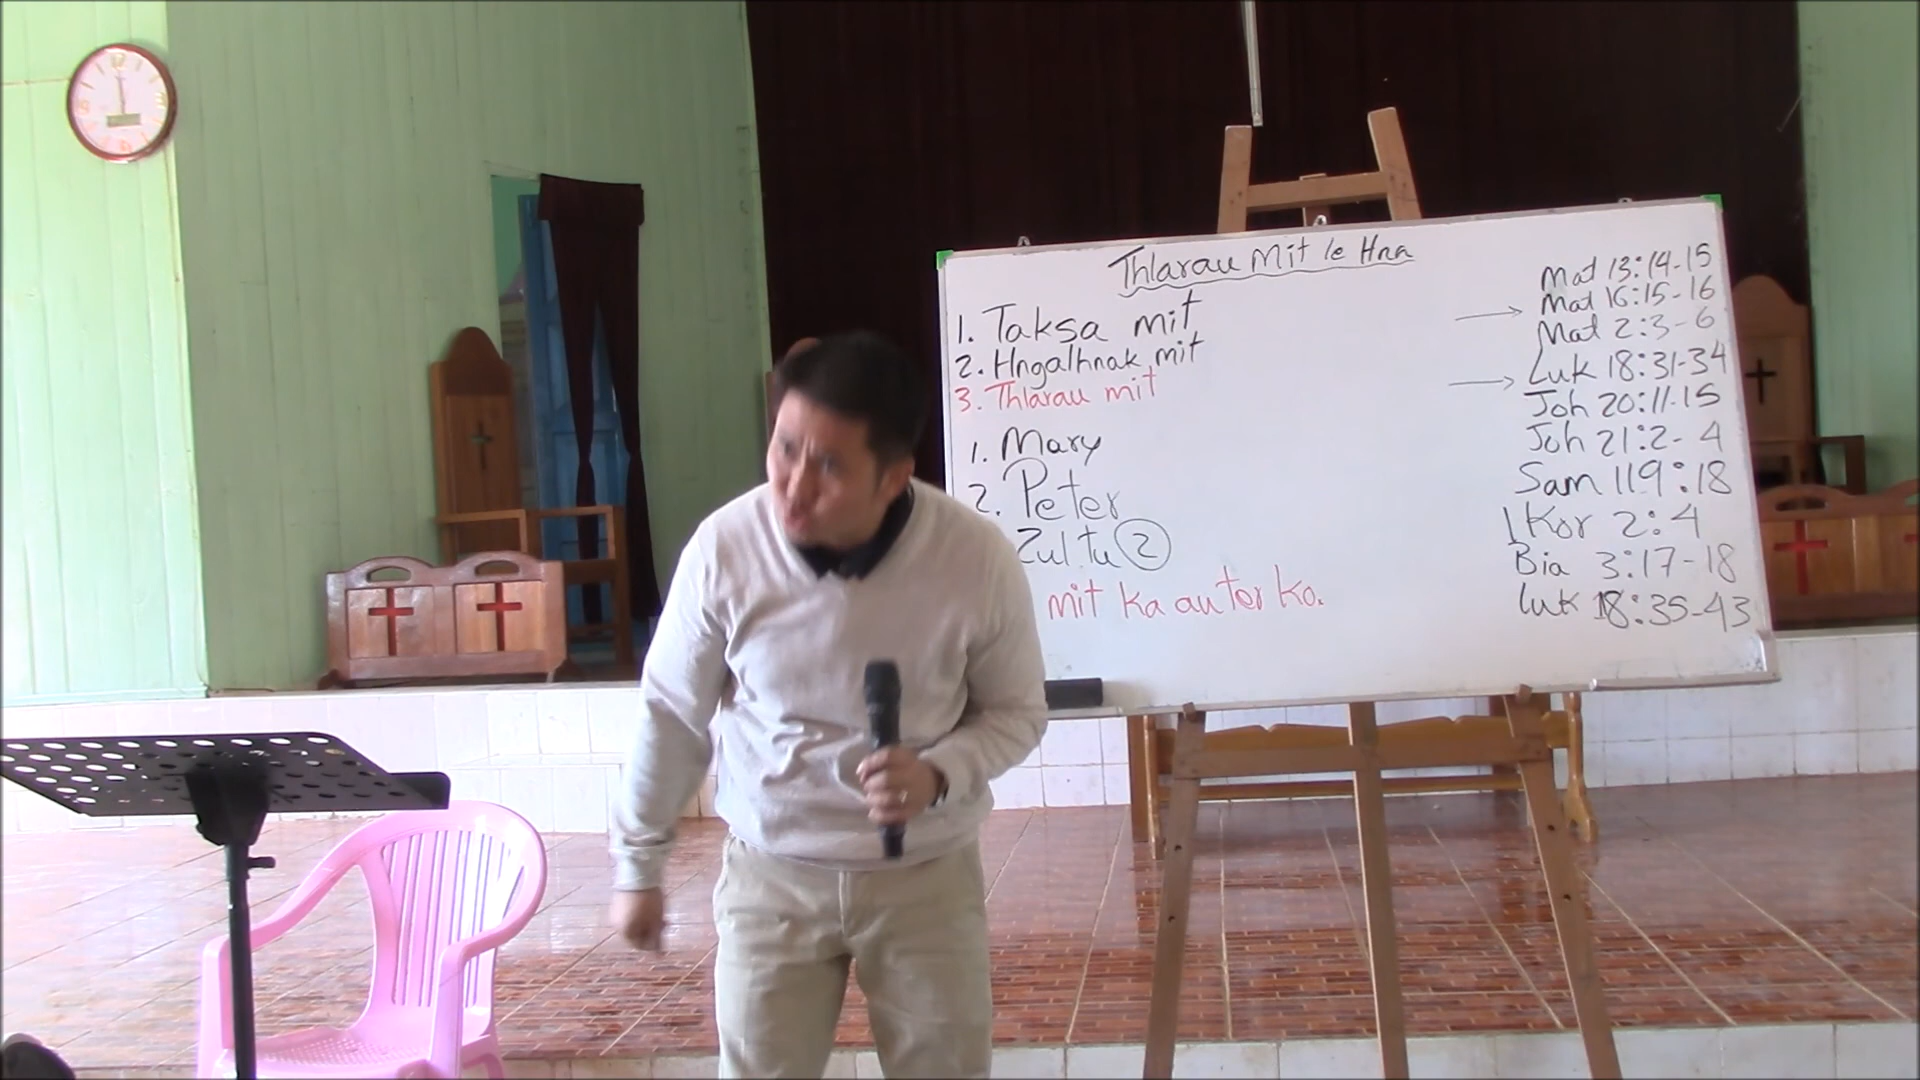 Thlarau Mit le Hna
1. Taksa mit
2. Hngalhnak mit
3. Thlarau mit
1. Mary
2. Peter
Zul tu 2
mit ka au ter ko.
Mat 13:14-15
Mat 16:15-16
Mat 2:3-6
Luk 18:31-34
Joh 20:11-15
Joh 21:2-4
Sam 119:18
1 Kor 2:4
Bia 3:17-18
Luk 18:35-43